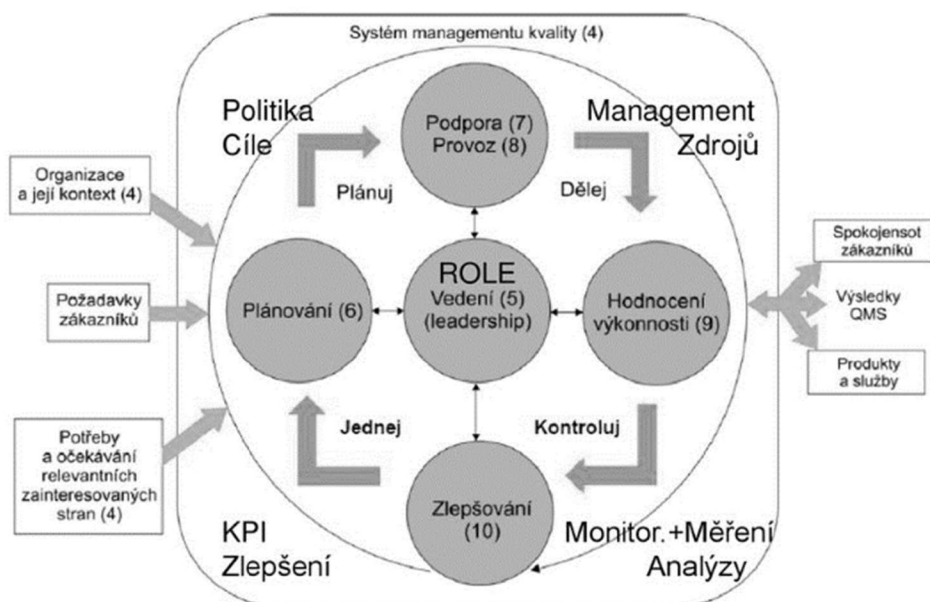 Systém managementu kvality (4)
Politika
Cíle
Management
Zdrojů
Podpora (7)
Provoz (8)
Plánuj
Dělej
Organizace
a její kontext (4)
Požadavky
zákazníků
Potřeby
a očekávání
relevantních
zainteresovaných
stran (4)
Plánování (6)
ROLE
Vedení (5)
(leadership)
Hodnocení
výkonnosti (9)
Spokojensot
zákazníků
Výsledky
QMS
Produkty
a služby
Jednej
Kontroluj
Zlepšování
(10)
KPI
Zlepšení
Monitor.+Měření
Analýzy